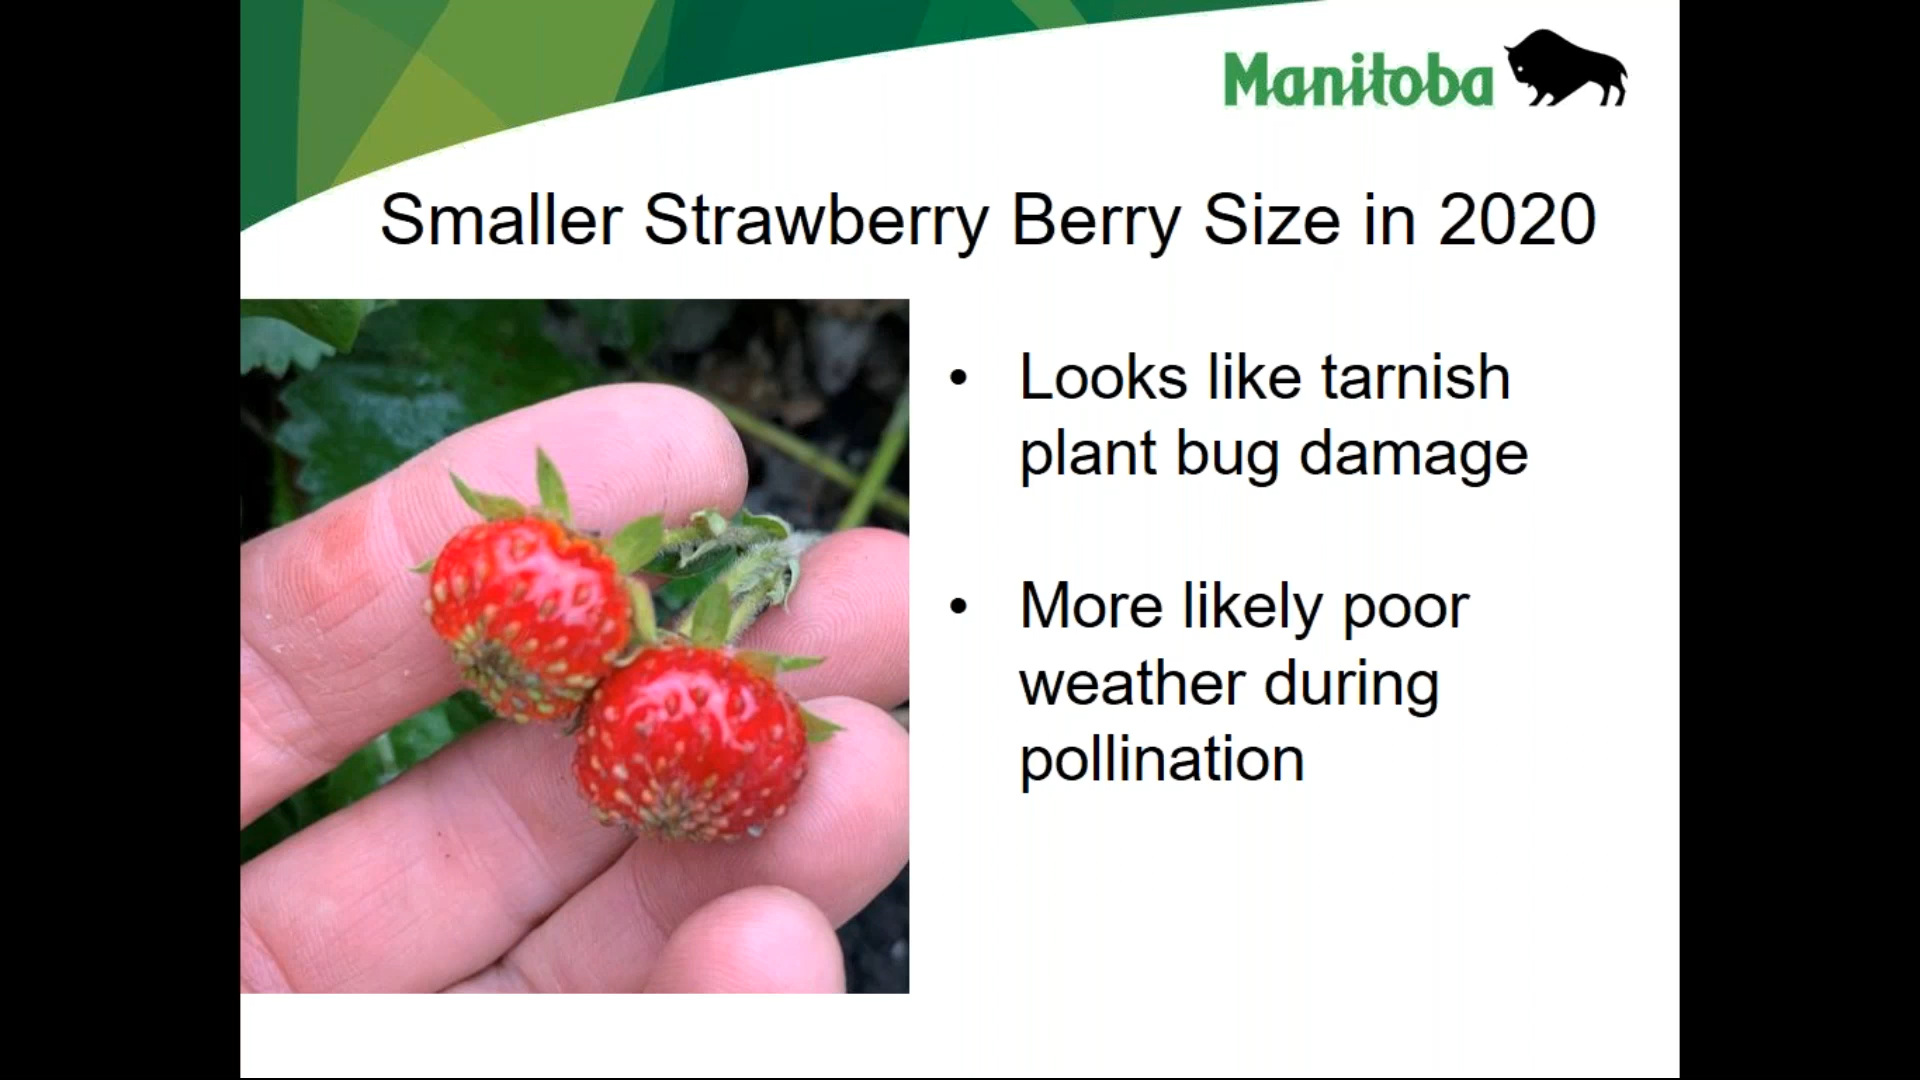 Manitoba
Smaller Strawberry Berry Size in 2020
• Looks like tarnish
plant bug damage
• More likely poor
weather during
pollination